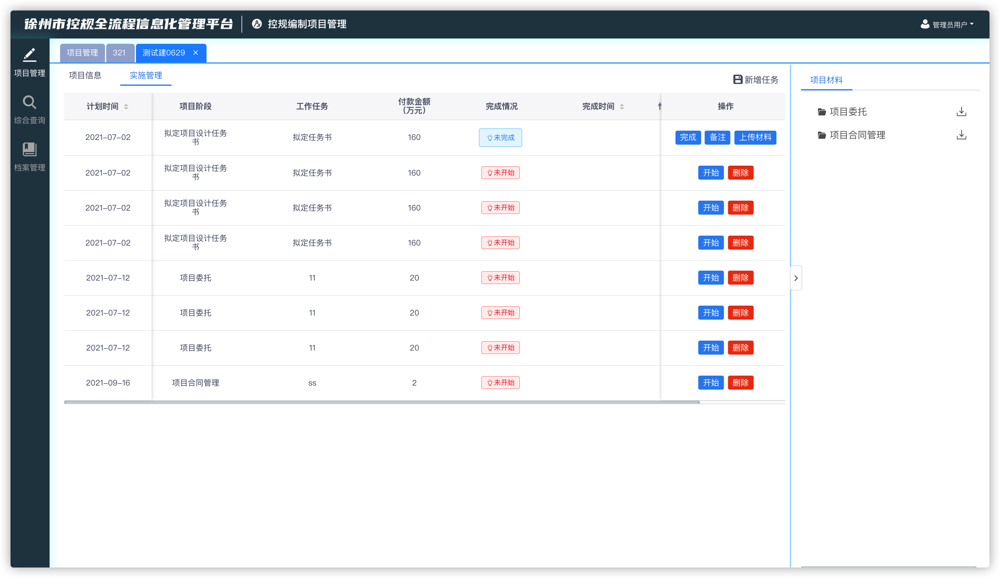 徐州市控规全流程信息化管理平台
控规编制项目管理
管理员用户
项目管理
综合查询
档案管理
项目管理
321
测试建0629
项目信息
实施管理
新增任务
计划时间
项目阶段
工作任务
付款金额
(万元)
完成情况
完成时间
操作
2021-07-02
拟定项目设计任务
书
拟定任务书
160
未完成
完成
备注
上传材料
2021-07-02
拟定项目设计任务
书
拟定任务书
160
未开始
开始
删除
2021-07-02
拟定项目设计任务
书
拟定任务书
160
未开始
开始
删除
2021-07-02
拟定项目设计任务
书
拟定任务书
160
未开始
开始
删除
2021-07-12
项目委托
11
20
未开始
开始
删除
2021-07-12
项目委托
11
20
未开始
开始
删除
2021-07-12
项目委托
11
20
未开始
开始
删除
2021-09-16
项目合同管理
ss
2
未开始
开始
删除
项目材料
项目委托
项目合同管理